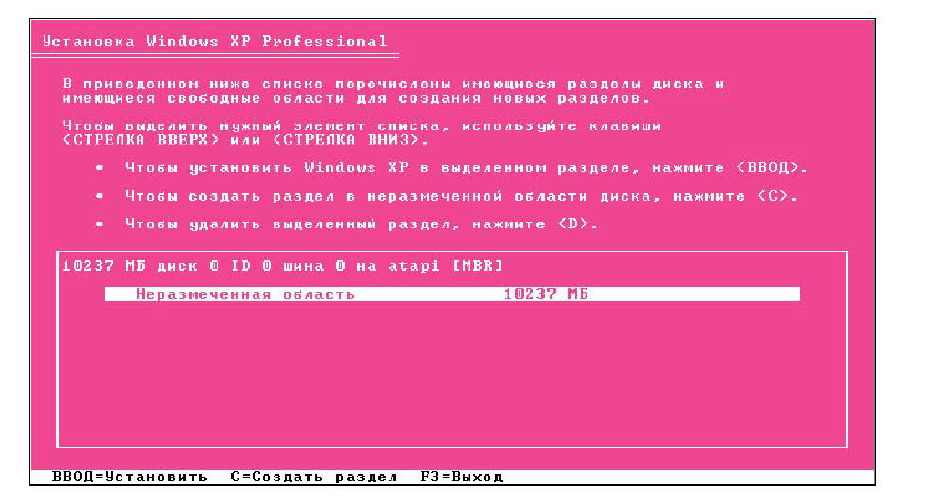 Установка Windows XP Professional
В приведенном ниже списке перечислены имеющиеся разделы диска и
имеющиеся свободные области для создания новых разделов.
Чтобы выделить нужный элемент списка, используйте клавиши
<СТРЕЛКА ВВЕРХ> или <СТРЕЛКА ВНИЗ>.
• Чтобы установить Windows XP в выделенном разделе, нажмите <ВВОД>.
• Чтобы создать раздел в неразмеченной области диска, нажмите <C>.
• Чтобы удалить выделенный раздел, нажмите <D>.
10237 МБ диск 0 ID 0 шина 0 на atapi [MBR]
Неразмеченная область 10237 МБ
ВВОД=Установить C=Создать раздел F3=Выход